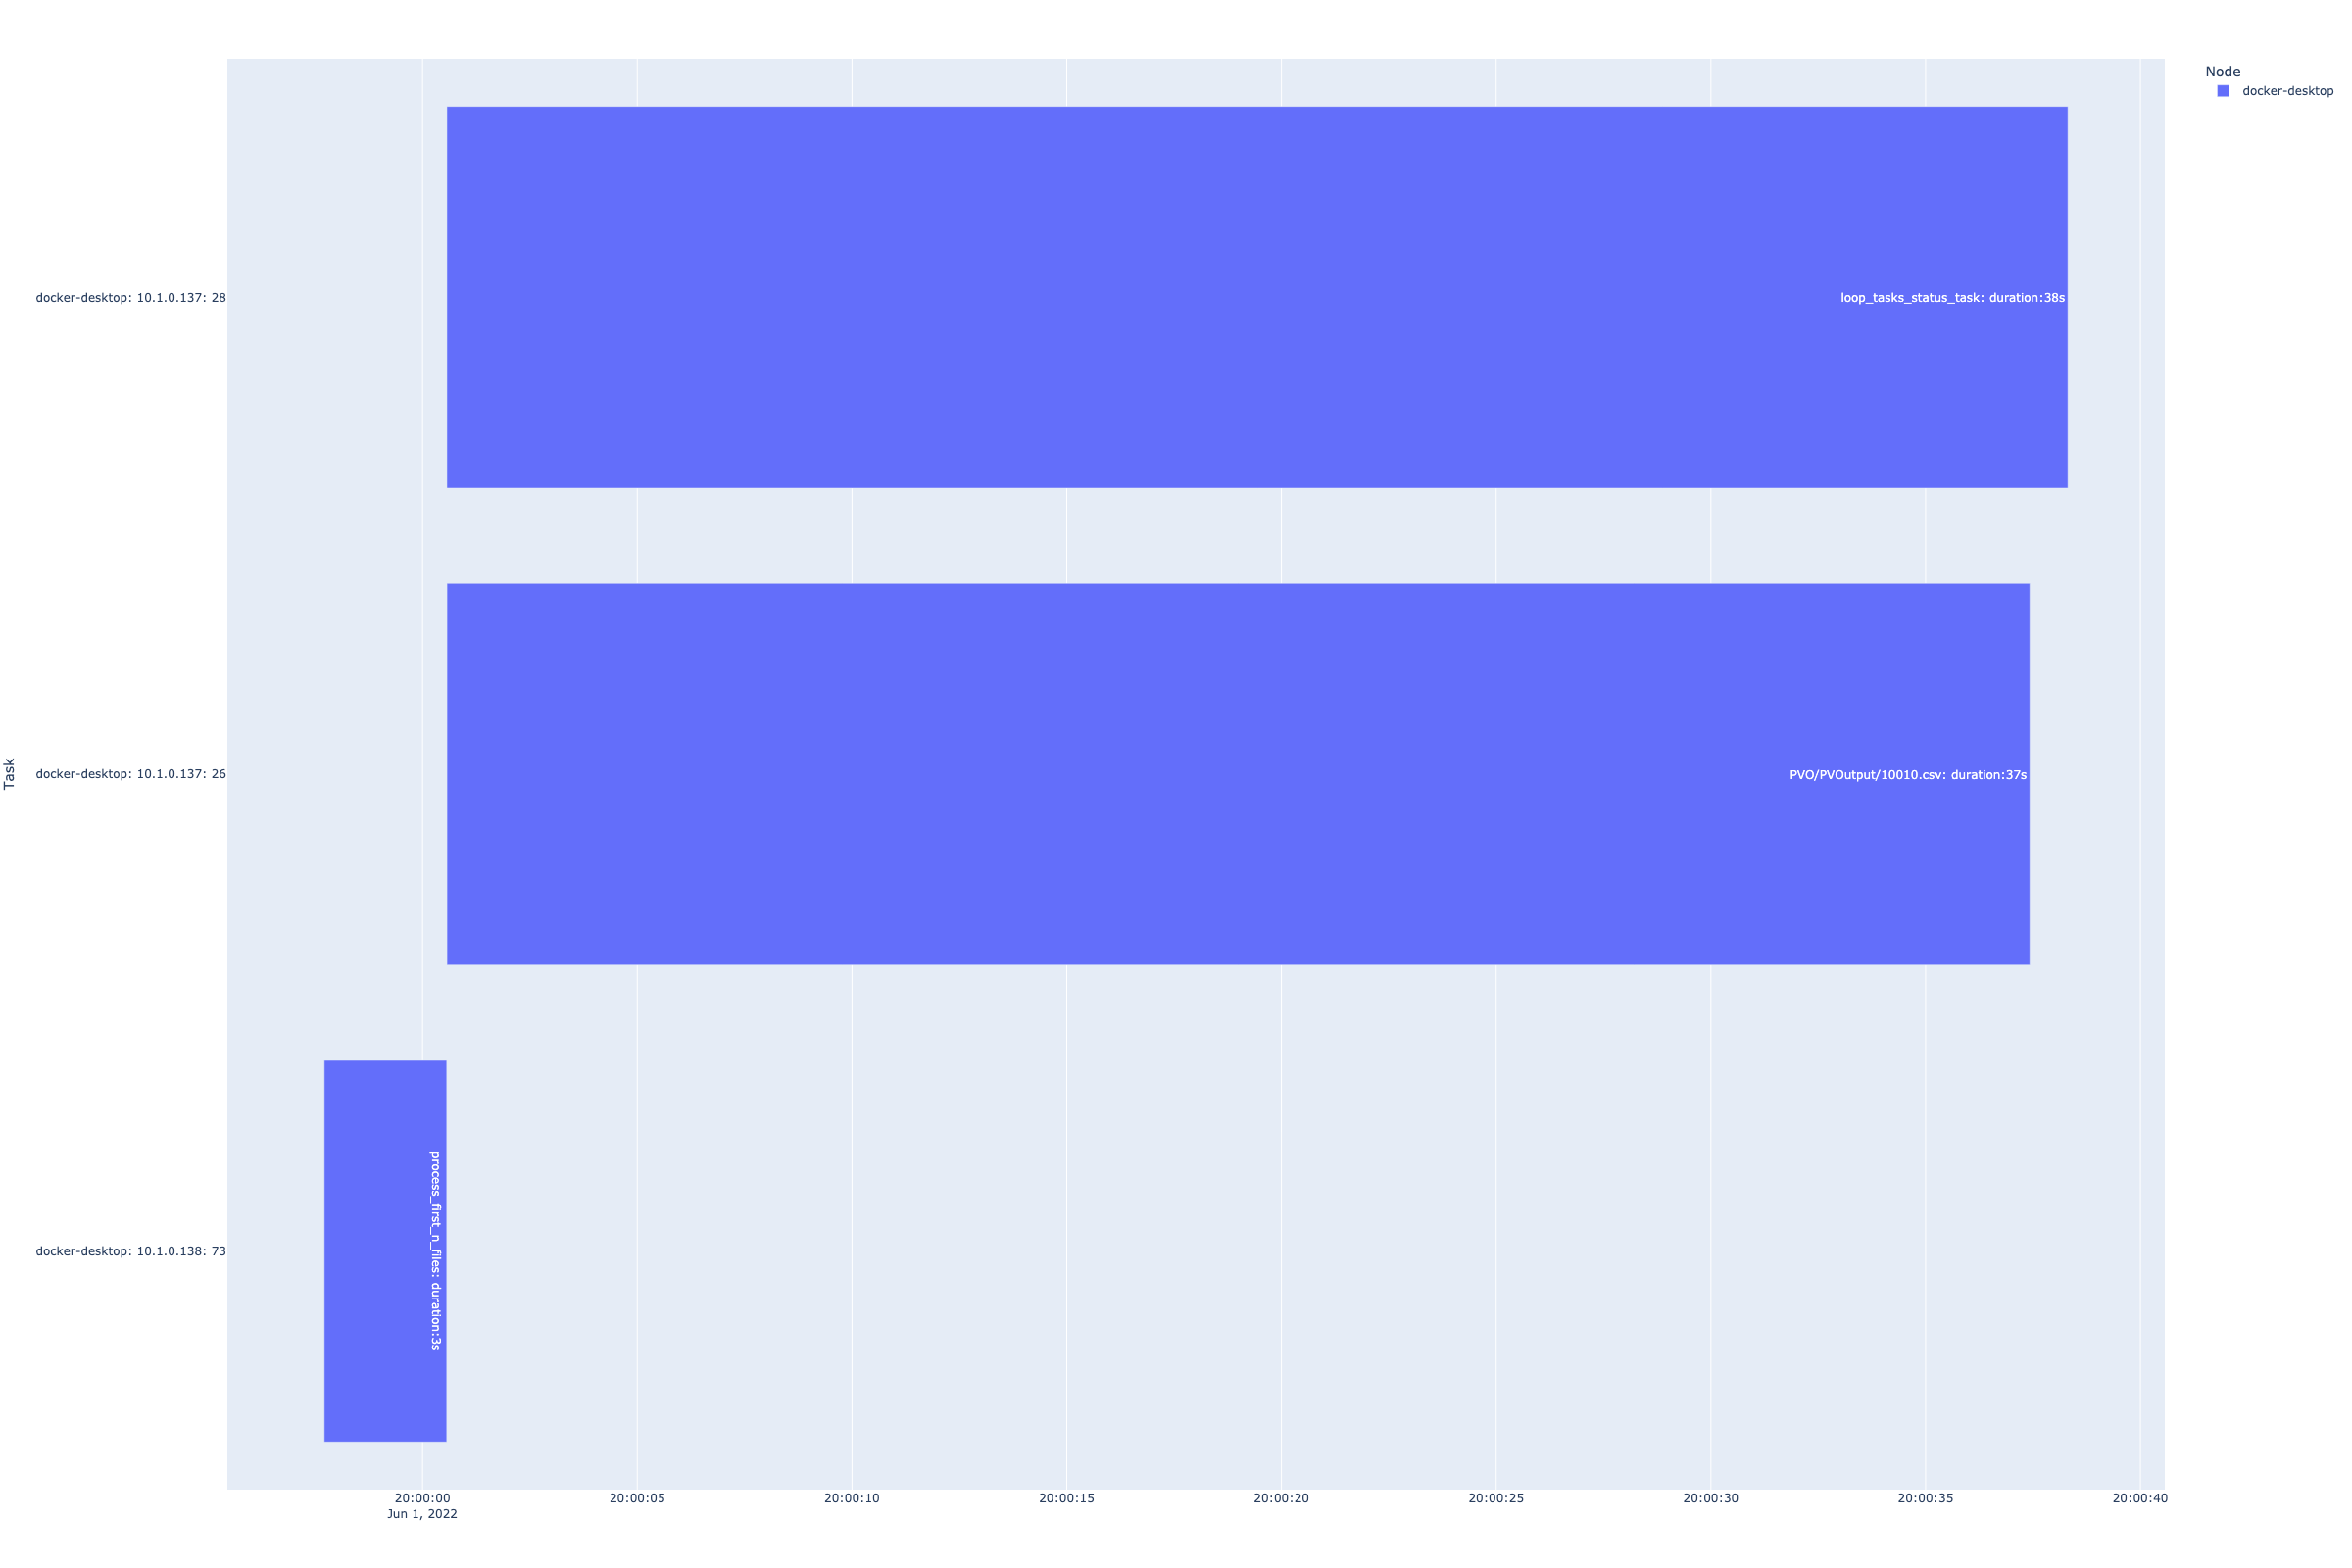 Node
docker-desktop
docker-desktop: 10.1.0.137: 28
loop_tasks_status_task: duration:38s
Task
docker-desktop: 10.1.0.137: 26
PVO/PVOutput/10010.csv: duration:37s
docker-desktop: 10.1.0.138: 73
process_first_n_files: duration:3s
20:00:00
Jun 1, 2022
20:00:05
20:00:10
20:00:15
20:00:20
20:00:25
20:00:30
20:00:35
20:00:40